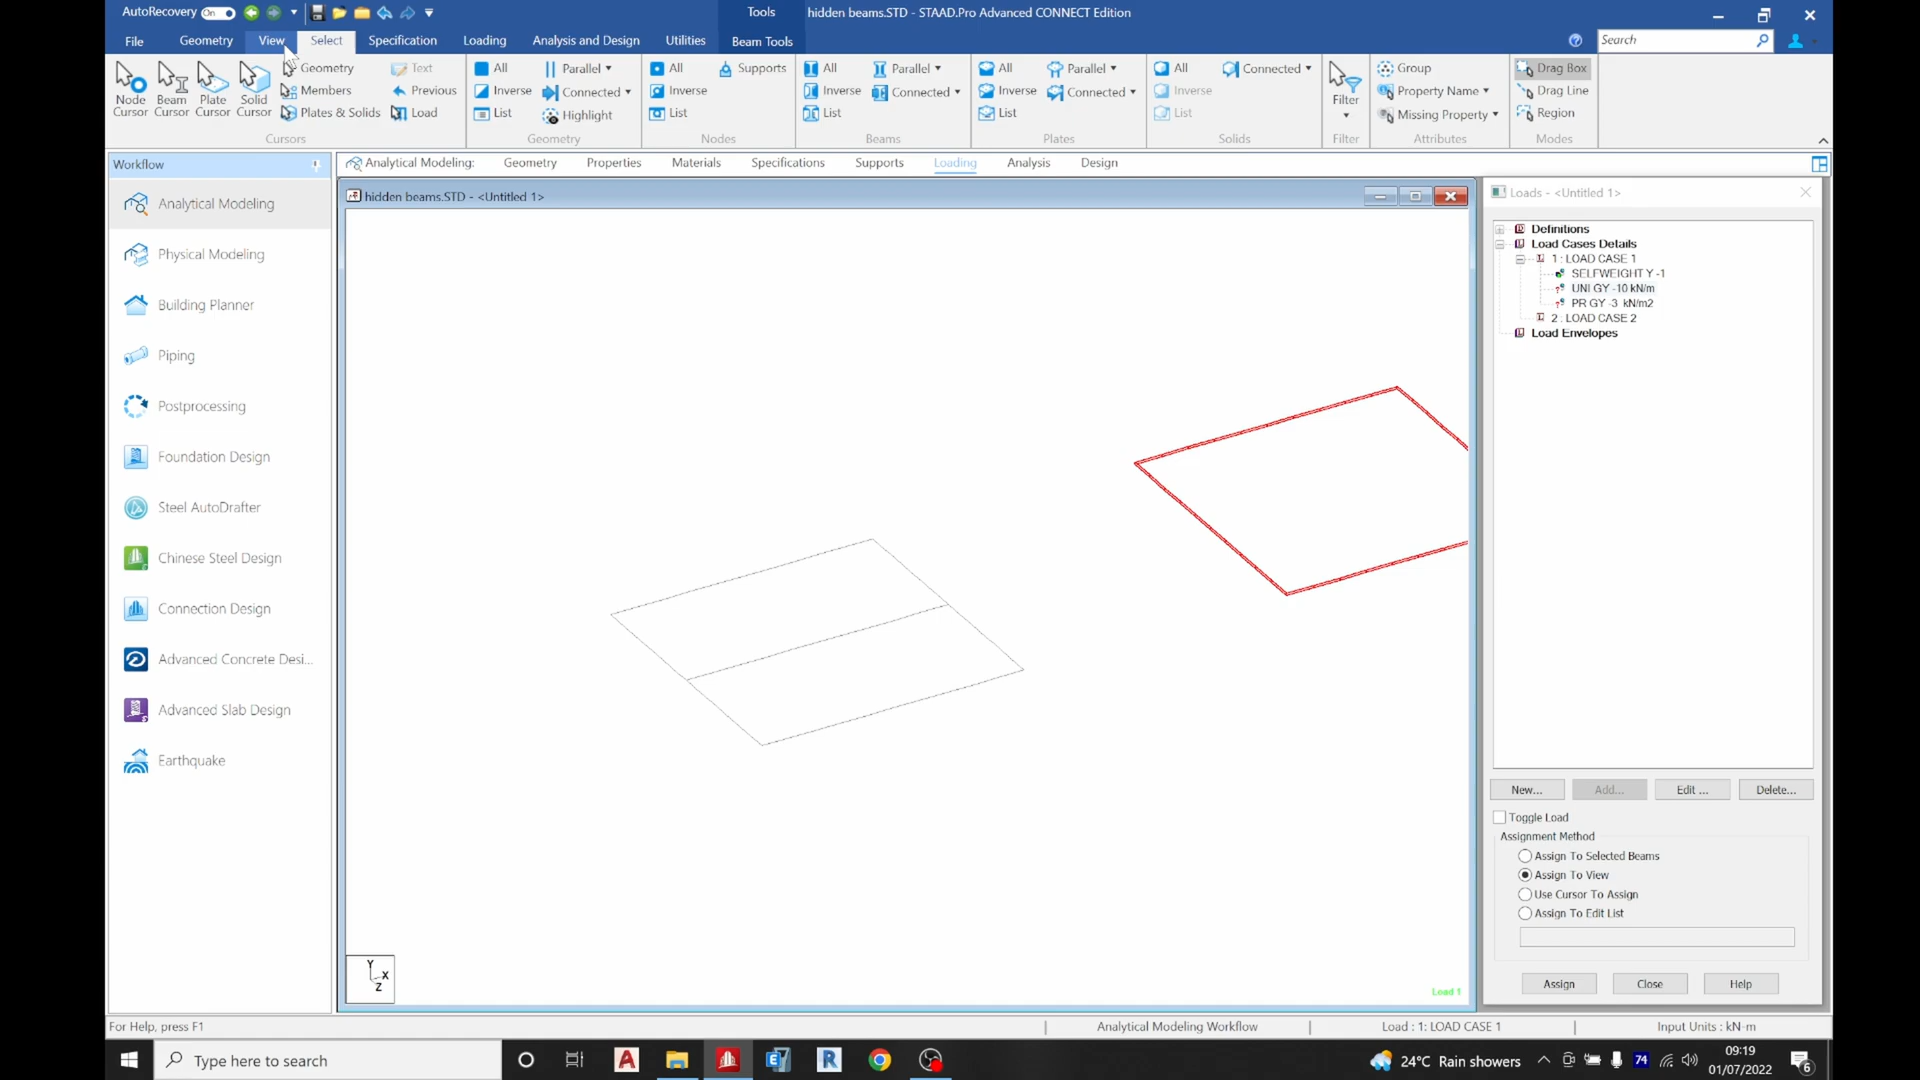 AutoRecovery On
Tools
hidden beams.STD - STAAD.Pro Advanced CONNECT Edition
File Geometry View Select Specification Loading Analysis and Design Utilities Beam Tools
Search
Node Cursor
Beam Cursor
Plate Cursor
Solid Cursor
Geometry
Members
Plates & Solids
Text
Previous
Load
Cursors
All
Inverse
List
Parallel
Connected
Highlight
Geometry
All
Inverse
List
Supports
Nodes
All
Inverse
List
Parallel
Connected
Beams
All
Inverse
List
Parallel
Connected
Plates
All
Inverse
List
Connected
Solids
Filter
Filter
Group
Property Name
Missing Property
Attributes
Drag Box
Drag Line
Region
Modes
Workflow
Analytical Modeling
Physical Modeling
Building Planner
Piping
Postprocessing
Foundation Design
Steel AutoDrafter
Chinese Steel Design
Connection Design
Advanced Concrete Desi...
Advanced Slab Design
Earthquake
Analytical Modeling: Geometry Properties Materials Specifications Supports Loading Analysis Design
hidden beams.STD - <Untitled 1>
Y
X
Z
Load 1
Loads - <Untitled 1>
Definitions
Load Cases Details
1 : LOAD CASE 1
SELFWEIGHT Y -1
UNI GY -10 kN/m
PR GY -3 kN/m2
2 : LOAD CASE 2
Load Envelopes
New... Add... Edit ... Delete...
Toggle Load
Assignment Method
Assign To Selected Beams
Assign To View
Use Cursor To Assign
Assign To Edit List
Assign Close Help
For Help, press F1
Analytical Modeling Workflow
Load : 1: LOAD CASE 1
Input Units : kN-m
Type here to search
74
24°C Rain showers
09:19
01/07/2022
6